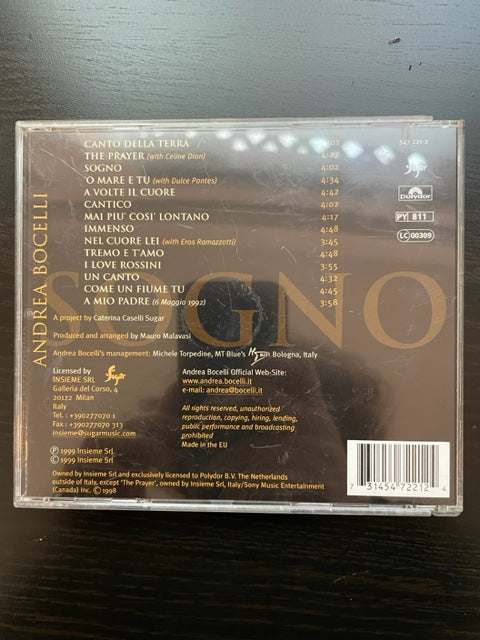 ANDREA BOCELLI
SOGNO
CANTO DELLA TERRA
THE PRAYER (with Celine Dion) 4:27
SOGNO 4:02
'O MARE E TU (with Dulce Pontes) 4:34
A VOLTE IL CUORE 4:42
CANTICO 4:02
MAI PIU' COSI' LONTANO 4:17
IMMENSO 4:48
NEL CUORE LEI (with Eros Ramazzotti) 3:45
TREMO E T'AMO 4:48
I LOVE ROSSINI 3:55
UN CANTO 4:32
COME UN FIUME TU 4:45
A MIO PADRE (6 Maggio 1992) 3:58
547 221-2
Sugar
Polydor
PY 811
LC 00309
A project by Caterina Caselli Sugar
Produced and arranged by Mauro Malavasi
Andrea Bocelli's management: Michele Torpedine, MT Blue's Bologna, Italy
Licensed by
INSIEME SRL Sugar
Galleria del Corso, 4
20122 Milan
Italy
Tel. : +390277070 1
Fax : +390277070 313
insieme@sugarmusic.com
℗ 1999 Insieme Srl
© 1999 Insieme Srl
Andrea Bocelli Official Web-Site:
www.andrea.bocelli.it
e-mail: andrea@bocelli.it
All rights reserved, unauthorized
reproduction, copying, hiring, lending,
public performance and broadcasting
prohibited
Made in the EU
Owned by Insieme Srl and exclusively licensed to Polydor B.V. The Netherlands
outside of Italy, except 'The Prayer', owned by Insieme Srl, Italy/Sony Music Entertainment
(Canada) Inc. ©1998
7 31454 72212 4